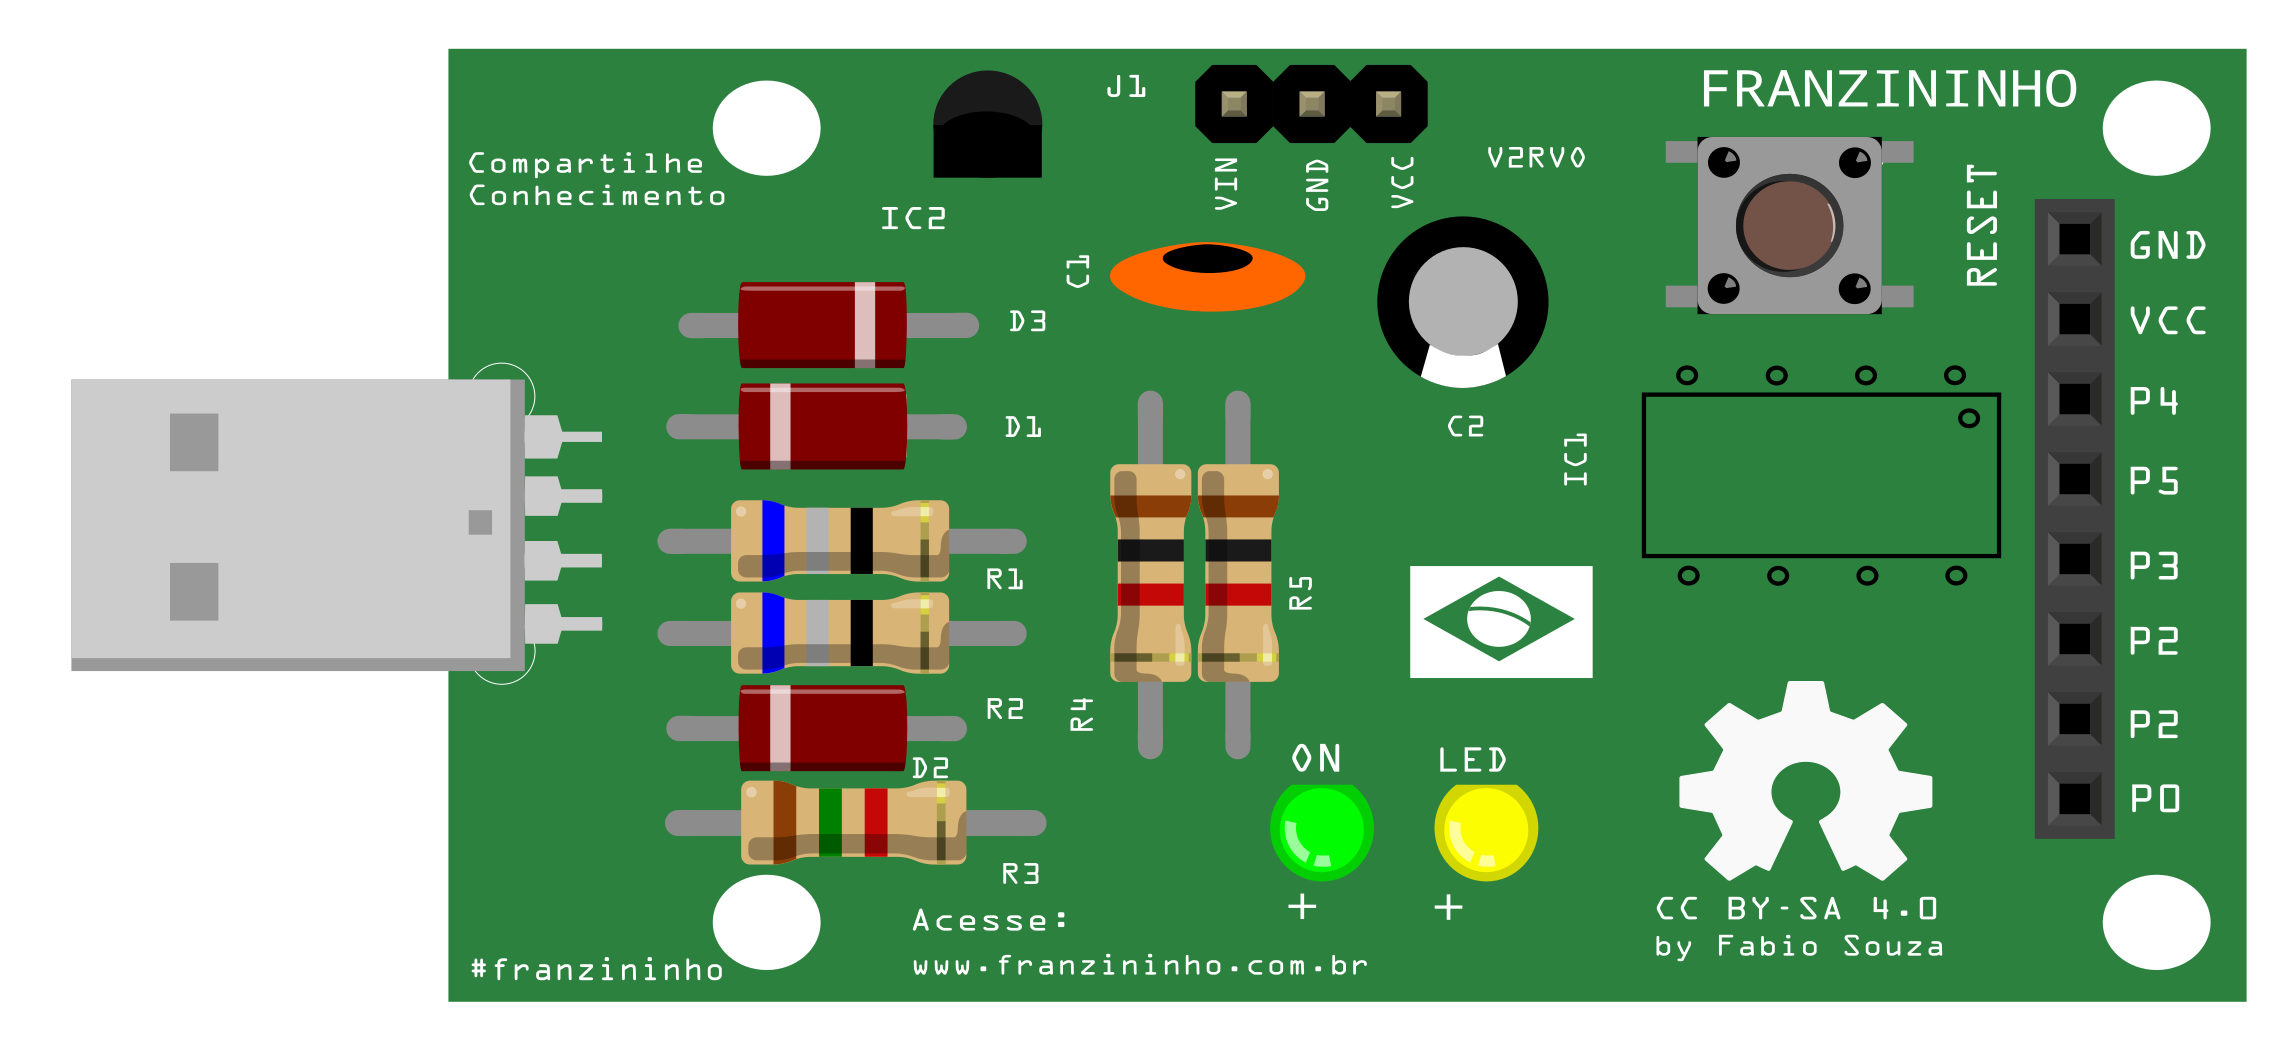 FRANZININHO
J1
VIN
GND
VCC
V2RV0
Compartilhe
Conhecimento
IC2
RESET
GND
VCC
P4
P5
P3
P2
P2
P0
C1
D3
D1
C2
IC1
R1
R5
R2
R4
D2
ON
LED
R3
+
+
Acesse:
www.franzininho.com.br
#franzininho
CC BY-SA 4.0
by Fabio Souza